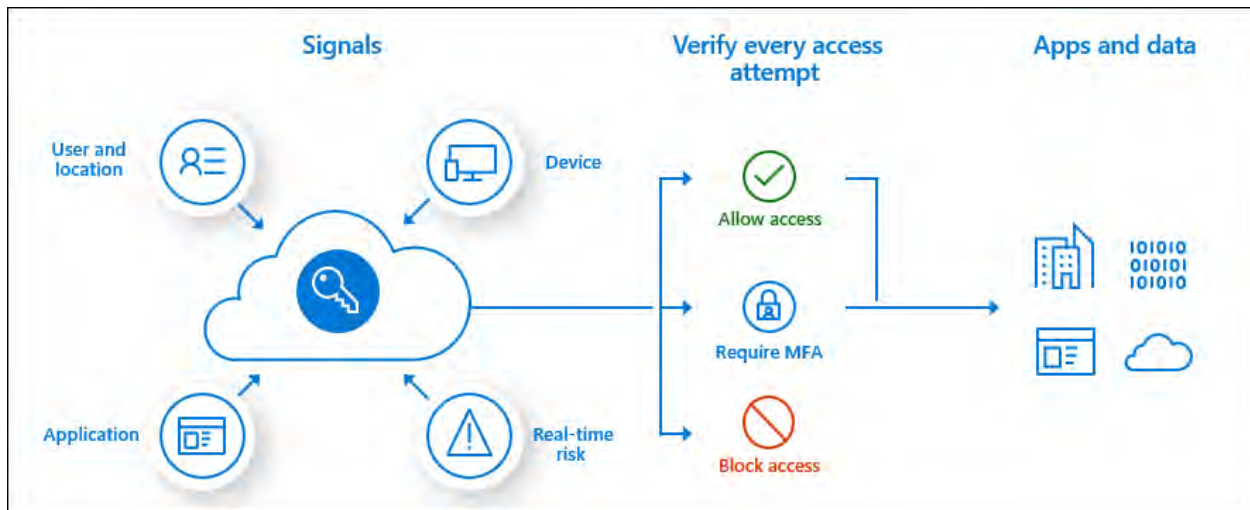 Signals
Verify every access
attempt
Apps and data
User and
location
Device
Allow access
101010
010101
101010
Require MFA
Application
Real-time
risk
Block access